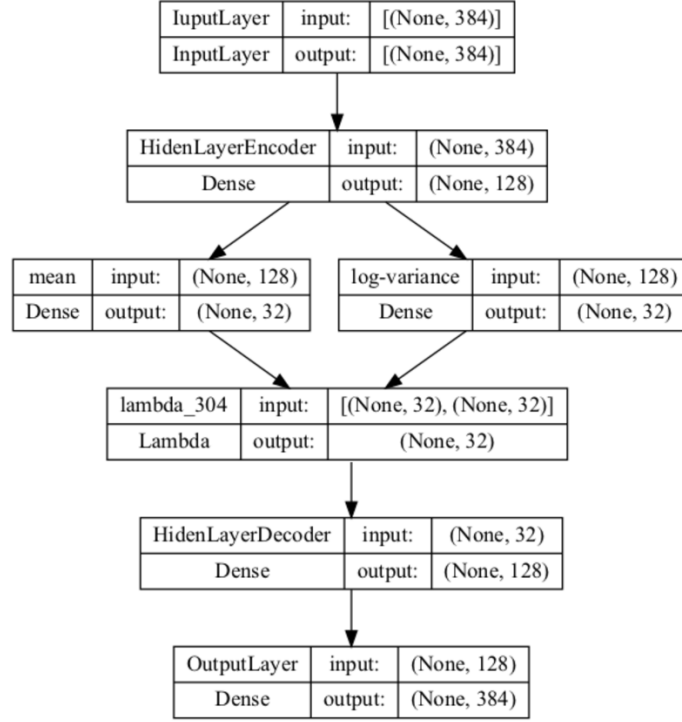 IuputLayer input: [(None, 384)]
InputLayer output: [(None, 384)]
HidenLayerEncoder input: (None, 384)
Dense output: (None, 128)
mean input: (None, 128)
Dense output: (None, 32)
log-variance input: (None, 128)
Dense output: (None, 32)
lambda_304 input: [(None, 32), (None, 32)]
Lambda output: (None, 32)
HidenLayerDecoder input: (None, 32)
Dense output: (None, 128)
OutputLayer input: (None, 128)
Dense output: (None, 384)